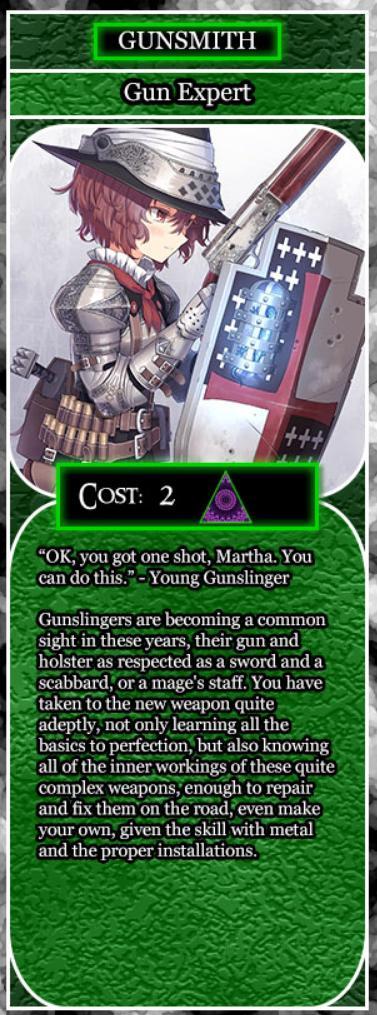 GUNSMITH
Gun Expert
COST: 2
“OK, you got one shot, Martha. You
can do this.” - Young Gunslinger
Gunslingers are becoming a common
sight in these years, their gun and
holster as respected as a sword and a
scabbard, or a mage's staff. You have
taken to the new weapon quite
adeptly, not only learning all the
basics to perfection, but also knowing
all of the inner workings of these quite
complex weapons, enough to repair
and fix them on the road, even make
your own, given the skill with metal
and the proper installations.